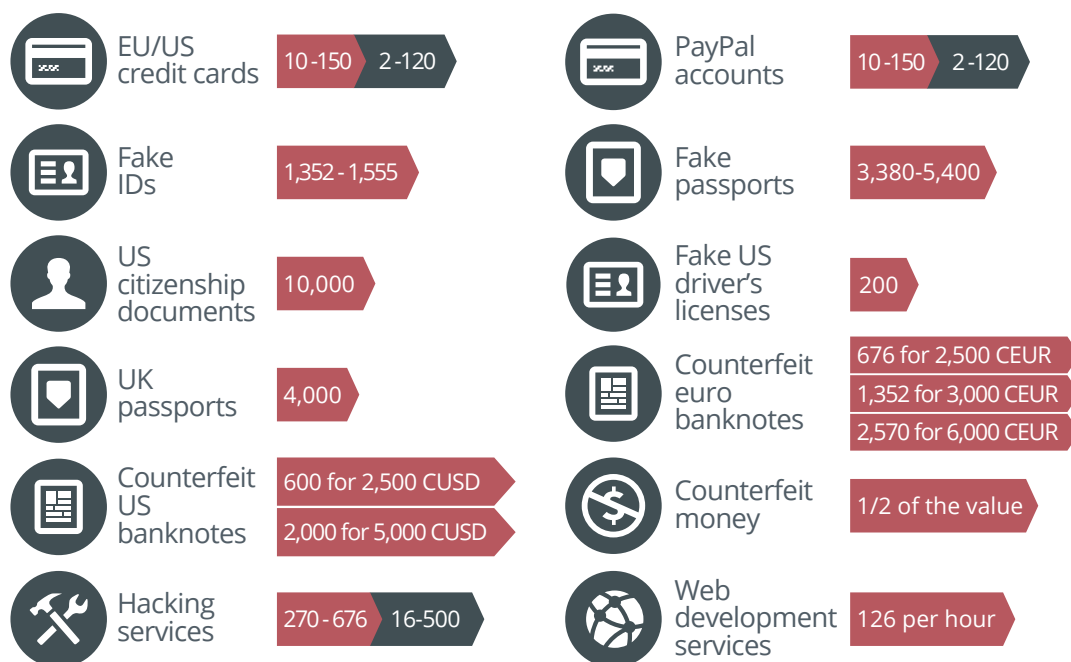 EU/US
credit cards
10-150 2-120
PayPal
accounts
10-150 2-120
Fake
IDs
1,352 - 1,555
Fake
passports
3,380-5,400
US
citizenship
documents
10,000
Fake US
driver's
licenses
200
UK
passports
4,000
Counterfeit
euro
banknotes
676 for 2,500 CEUR
1,352 for 3,000 CEUR
2,570 for 6,000 CEUR
Counterfeit
US
banknotes
600 for 2,500 CUSD
2,000 for 5,000 CUSD
Counterfeit
money
1/2 of the value
Hacking
services
270 - 676 16-500
Web
development
services
126 per hour